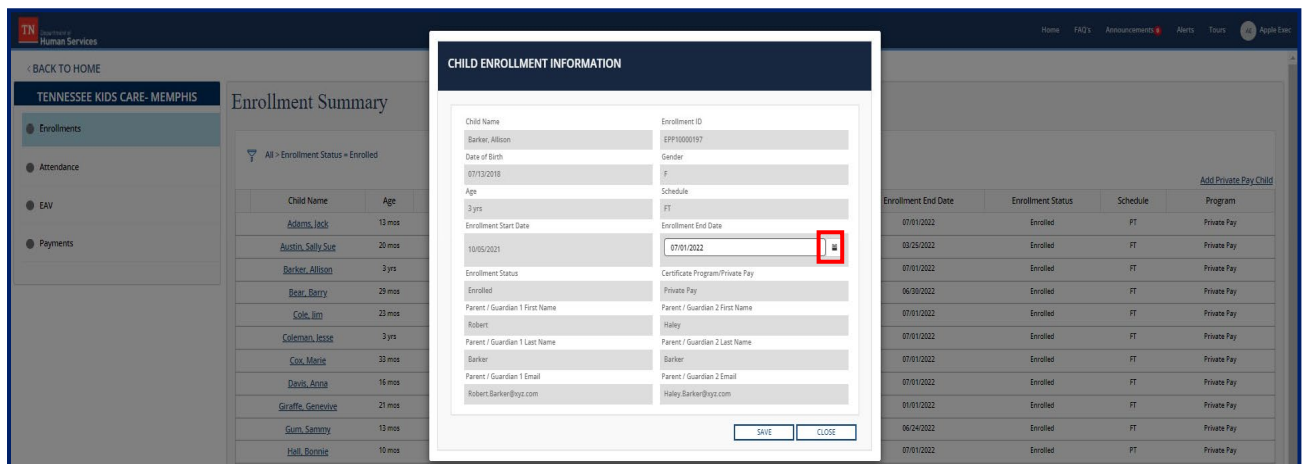 TN Department of
Human Services
Home FAQ's Announcements Alerts Tours AE Apple Exec
< BACK TO HOME
TENNESSEE KIDS CARE- MEMPHIS
Enrollments
Attendance
EAV
Payments
Enrollment Summary
All > Enrollment Status = Enrolled
Add Private Pay Child
Child Name Age Enrollment End Date Enrollment Status Schedule Program
Adams, Jack 13 mos 07/01/2022 Enrolled PT Private Pay
Austin, Sally Sue 20 mos 03/25/2022 Enrolled FT Private Pay
Barker, Allison 3 yrs 07/01/2022 Enrolled FT Private Pay
Bear, Barry 29 mos 06/30/2022 Enrolled FT Private Pay
Cole, Jim 23 mos 07/01/2022 Enrolled FT Private Pay
Coleman, Jesse 3 yrs 07/01/2022 Enrolled FT Private Pay
Cox, Marie 33 mos 07/01/2022 Enrolled FT Private Pay
Davis, Anna 16 mos 07/01/2022 Enrolled FT Private Pay
Giraffe, Genevive 21 mos 01/01/2022 Enrolled FT Private Pay
Gum, Sammy 13 mos 06/24/2022 Enrolled FT Private Pay
Hall, Bonnie 10 mos 07/01/2022 Enrolled PT Private Pay
CHILD ENROLLMENT INFORMATION
Child Name Enrollment ID
Barker, Allison EPP10000197
Date of Birth Gender
07/13/2018 F
Age Schedule
3 yrs FT
Enrollment Start Date Enrollment End Date
10/05/2021 07/01/2022
Enrollment Status Certificate Program/Private Pay
Enrolled Private Pay
Parent / Guardian 1 First Name Parent / Guardian 2 First Name
Robert Haley
Parent / Guardian 1 Last Name Parent / Guardian 2 Last Name
Barker Barker
Parent / Guardian 1 Email Parent / Guardian 2 Email
Robert.Barker@xyz.com Haley.Barker@xyz.com
SAVE CLOSE